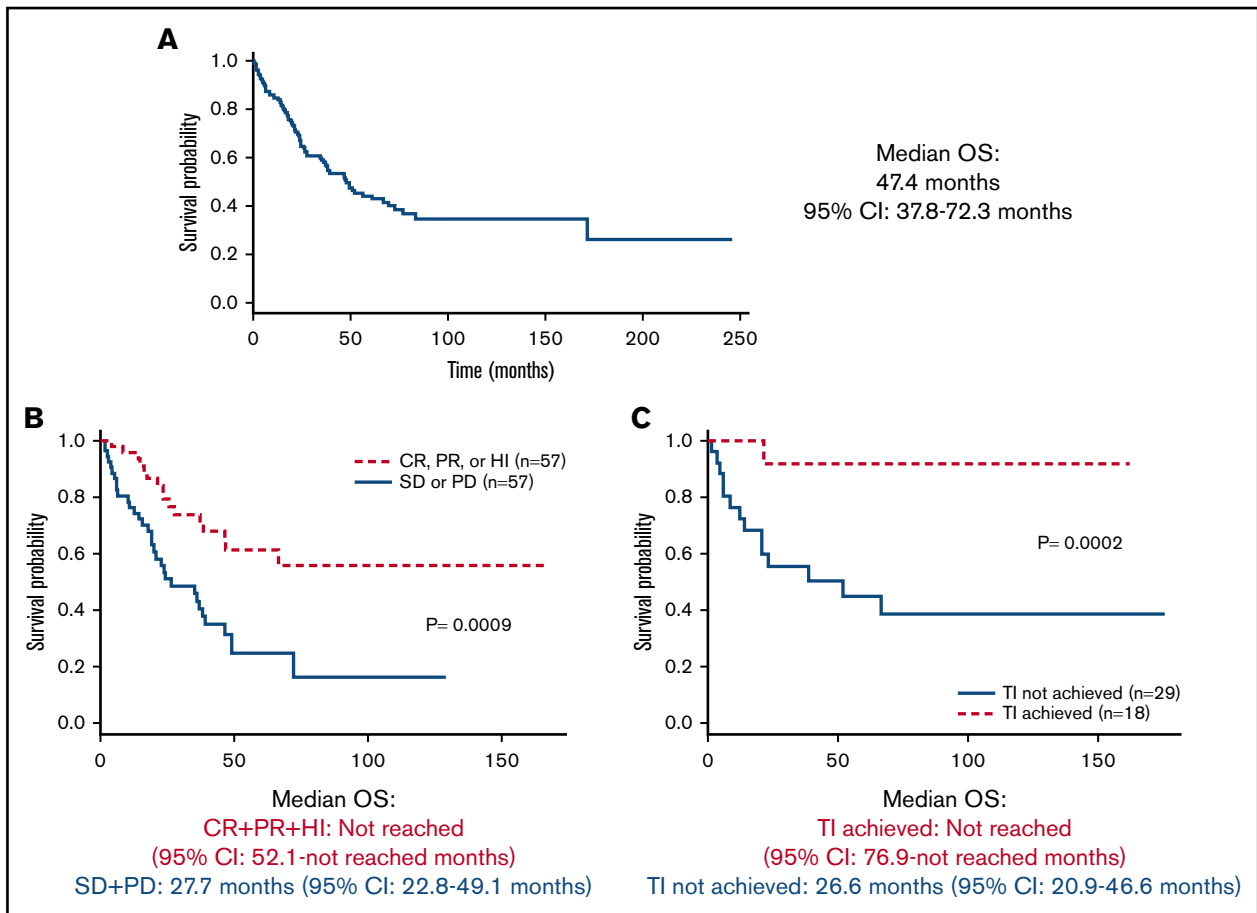 A
1.0
0.8
0.6
0.4
0.2
0.0
Survival probability
0 50 100 150 200 250
Time (months)
Median OS:
47.4 months
95% CI: 37.8-72.3 months
B
1.0
0.8
0.6
0.4
0.2
0.0
Survival probability
CR, PR, or HI (n=57)
SD or PD (n=57)
P= 0.0009
0 50 100 150
Median OS:
CR+PR+HI: Not reached
(95% CI: 52.1-not reached months)
SD+PD: 27.7 months (95% CI: 22.8-49.1 months)
C
1.0
0.8
0.6
0.4
0.2
0.0
Survival probability
P= 0.0002
TI not achieved (n=29)
TI achieved (n=18)
0 50 100 150
Median OS:
TI achieved: Not reached
(95% CI: 76.9-not reached months)
TI not achieved: 26.6 months (95% CI: 20.9-46.6 months)